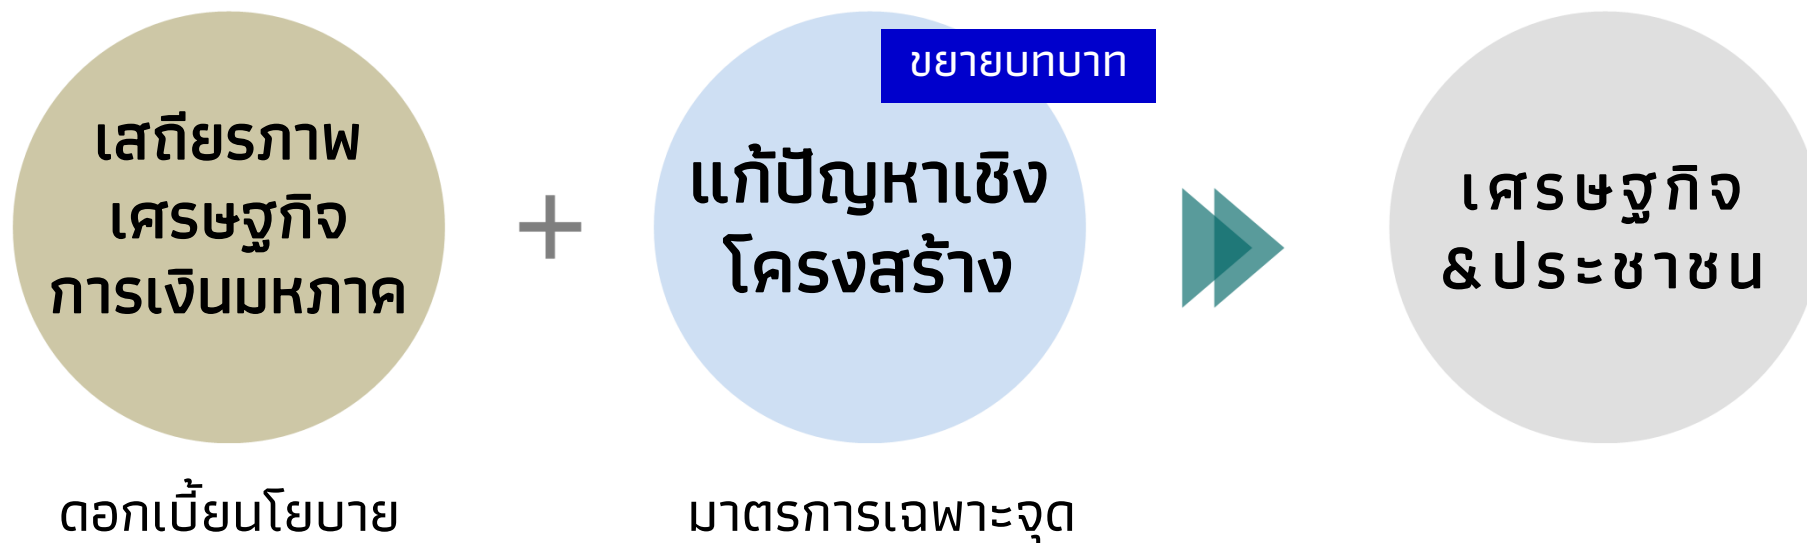 เสถียรภาพ
เศรษฐกิจ
การเงินมหภาค
ดอกเบี้ยนโยบาย
+
ขยายบทบาท
แก้ปัญหาเชิง
โครงสร้าง
มาตรการเฉพาะจุด
เศรษฐกิจ
&ประชาชน